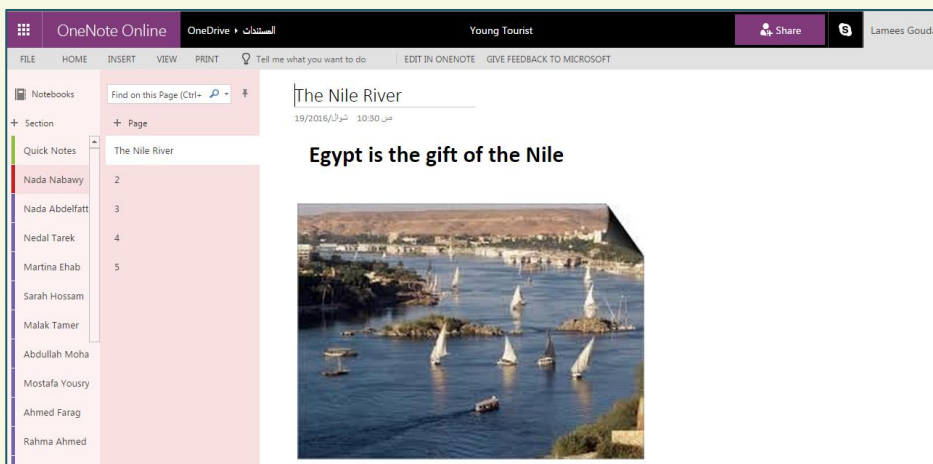 OneNote Online
OneDrive ▸ المستندات
Young Tourist
Share
Lamees Gouda
FILE HOME INSERT VIEW PRINT Tell me what you want to do EDIT IN ONENOTE GIVE FEEDBACK TO MICROSOFT
Notebooks
+ Section
Quick Notes
Nada Nabawy
Nada Abdelfatt
Nedal Tarek
Martina Ehab
Sarah Hossam
Malak Tamer
Abdullah Moha
Mostafa Yousry
Ahmed Farag
Rahma Ahmed
Find on this Page (Ctrl+
+ Page
The Nile River
2
3
4
5
The Nile River
19/2016/شوال 10:30 ص
Egypt is the gift of the Nile